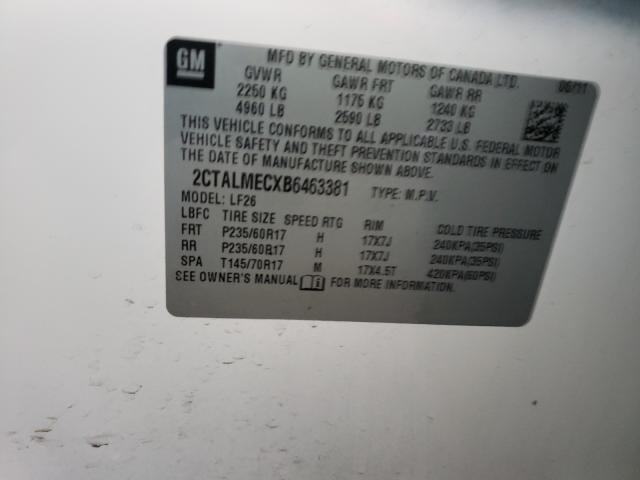 GM
MFD BY GENERAL MOTORS OF CANADA LTD. 06/11
GVWR GAWR FRT GAWR RR
2250 KG 1175 KG 1240 KG
4960 LB 2590 LB 2733 LB
THIS VEHICLE CONFORMS TO ALL APPLICABLE U.S. FEDERAL MOTOR
VEHICLE SAFETY AND THEFT PREVENTION STANDARDS IN EFFECT ON
THE DATE OF MANUFACTURE SHOWN ABOVE.
2CTALMECXB6463381 TYPE: M.P.V.
MODEL: LF26
LBFC TIRE SIZE SPEED RTG RIM COLD TIRE PRESSURE
FRT P235/60R17 H 17X7J 240KPA(35PSI)
RR P235/60R17 H 17X7J 240KPA(35PSI)
SPA T145/70R17 M 17X4.5T 420KPA(60PSI)
SEE OWNER'S MANUAL FOR MORE INFORMATION.